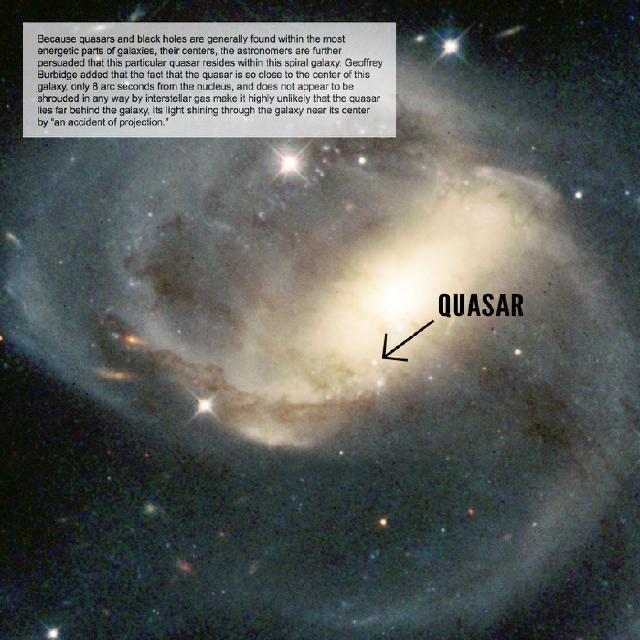 Because quasars and black holes are generally found within the most
energetic parts of galaxies, their centers, the astronomers are further
persuaded that this particular quasar resides within this spiral galaxy. Geoffrey
Burbidge added that the fact that the quasar is so close to the center of this
galaxy, only 8 arc seconds from the nucleus, and does not appear to be
shrouded in any way by interstellar gas make it highly unlikely that the quasar
lies far behind the galaxy, its light shining through the galaxy near its center
by "an accident of projection."
QUASAR